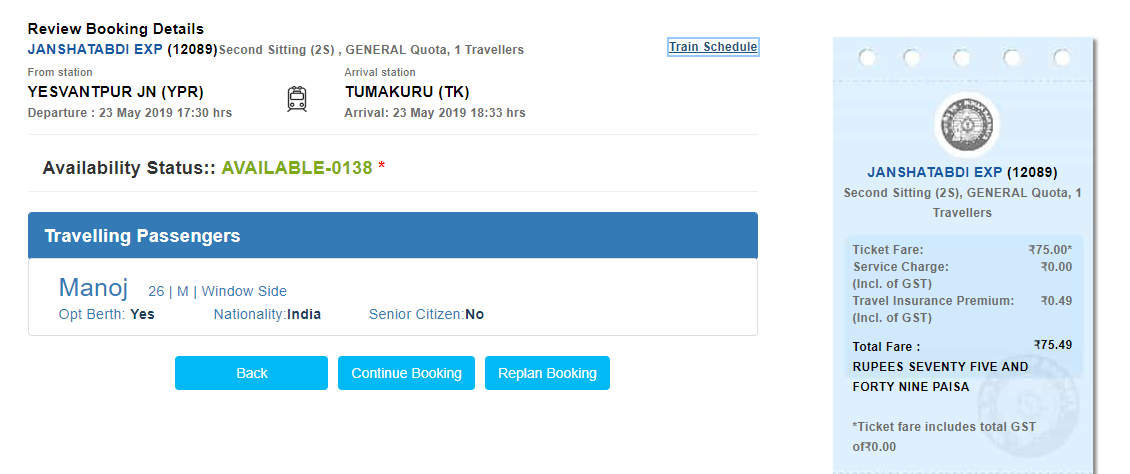 Review Booking Details
JANSHATABDI EXP (12089)Second Sitting (2S) , GENERAL Quota, 1 Travellers
Train Schedule
From station
YESVANTPUR JN (YPR)
Departure : 23 May 2019 17:30 hrs
Arrival station
TUMAKURU (TK)
Arrival: 23 May 2019 18:33 hrs
Availability Status:: AVAILABLE-0138 *
Travelling Passengers
Manoj 26 | M | Window Side
Opt Berth: Yes Nationality:India Senior Citizen:No
Back Continue Booking Replan Booking
JANSHATABDI EXP (12089)
Second Sitting (2S), GENERAL Quota, 1
Travellers
Ticket Fare: ₹75.00*
Service Charge: ₹0.00
(Incl. of GST)
Travel Insurance Premium: ₹0.49
(Incl. of GST)
Total Fare : ₹75.49
RUPEES SEVENTY FIVE AND
FORTY NINE PAISA
*Ticket fare includes total GST
of₹0.00